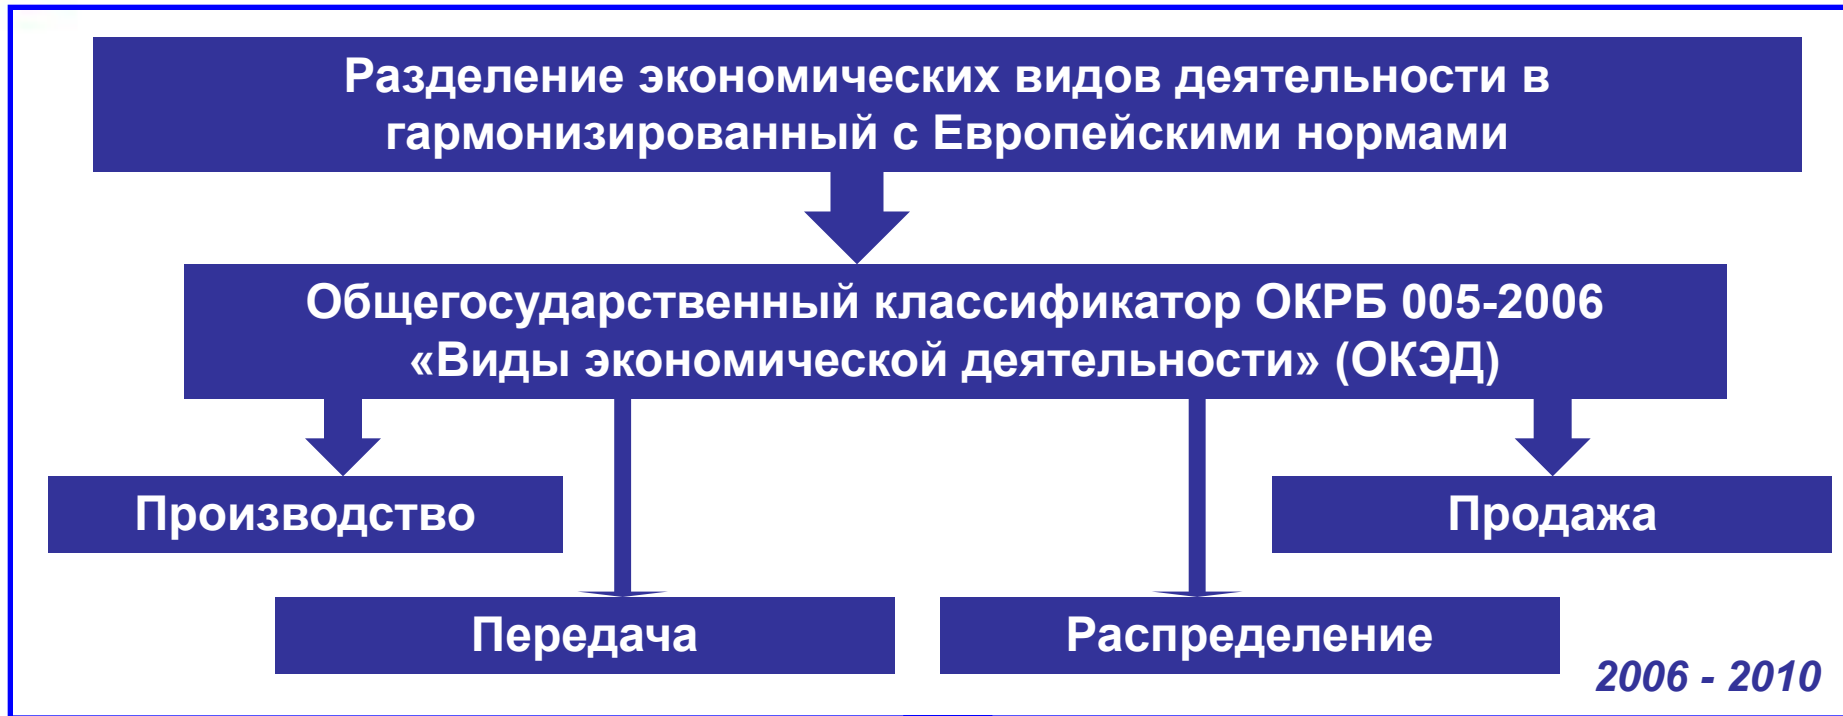 Разделение экономических видов деятельности в
гармонизированный с Европейскими нормами
Общегосударственный классификатор ОКРБ 005-2006
«Виды экономической деятельности» (ОКЭД)
Производство
Продажа
Передача
Распределение
2006 - 2010